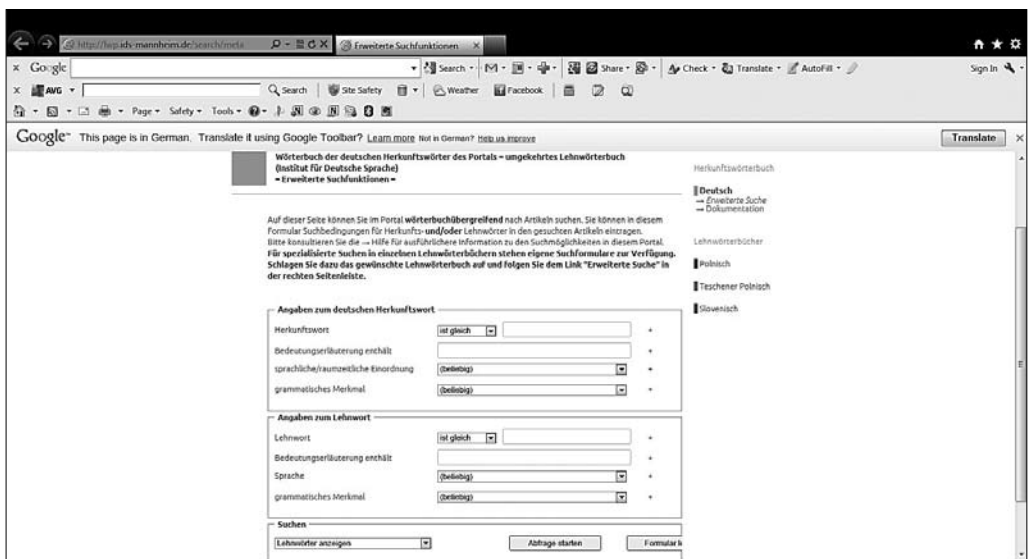 http://lwp.ids-mannheim.de/search/meta
Erweiterte Suchfunktionen
Google
Search
Share
Check
Translate
AutoFill
Sign In
AVG
Search
Site Safety
Weather
Facebook
Page
Safety
Tools
Google™ This page is in German. Translate it using Google Toolbar? Learn more Not in German? Help us improve
Translate
Wörterbuch der deutschen Herkunftswörter des Portals – umgekehrtes Lehnwörterbuch
(Institut für Deutsche Sprache)
– Erweiterte Suchfunktionen –
Auf dieser Seite können Sie im Portal wörterbuchübergreifend nach Artikeln suchen. Sie können in diesem
Formular Suchbedingungen für Herkunfts- und/oder Lehnwörter in den gesuchten Artikeln eintragen.
Bitte konsultieren Sie die → Hilfe für ausführlichere Information zu den Suchmöglichkeiten in diesem Portal.
Für spezialisierte Suchen in einzelnen Lehnwörterbüchern stehen eigene Suchformulare zur Verfügung.
Schlagen Sie dazu das gewünschte Lehnwörterbuch auf und folgen Sie dem Link "Erweiterte Suche" in
der rechten Seitenleiste.
Herkunftswörterbuch
Deutsch
→ Erweiterte Suche
→ Dokumentation
Lehnwörterbücher
Polnisch
Teschener Polnisch
Slovenisch
Angaben zum deutschen Herkunftswort
Herkunftswort ist gleich +
Bedeutungserläuterung enthält +
sprachliche/raumzeitliche Einordnung (beliebig) +
grammatisches Merkmal (beliebig) +
Angaben zum Lehnwort
Lehnwort ist gleich +
Bedeutungserläuterung enthält +
Sprache (beliebig) +
grammatisches Merkmal (beliebig) +
Suchen
Lehnwörter anzeigen Abfrage starten Formular